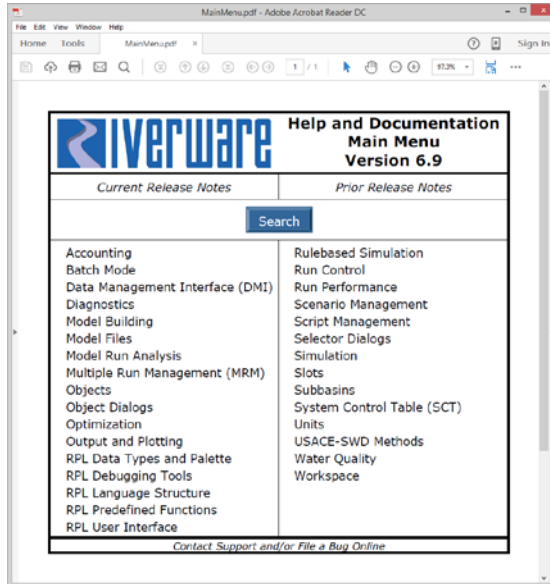 MainMenu.pdf - Adobe Acrobat Reader DC
File Edit View Window Help
Home Tools MainMenu.pdf × Sign In
1 / 1 97.3%
RIVERWARE
Help and Documentation
Main Menu
Version 6.9
Current Release Notes
Prior Release Notes
Search
Accounting
Batch Mode
Data Management Interface (DMI)
Diagnostics
Model Building
Model Files
Model Run Analysis
Multiple Run Management (MRM)
Objects
Object Dialogs
Optimization
Output and Plotting
RPL Data Types and Palette
RPL Debugging Tools
RPL Language Structure
RPL Predefined Functions
RPL User Interface
Rulebased Simulation
Run Control
Run Performance
Scenario Management
Script Management
Selector Dialogs
Simulation
Slots
Subbasins
System Control Table (SCT)
Units
USACE-SWD Methods
Water Quality
Workspace
Contact Support and/or File a Bug Online